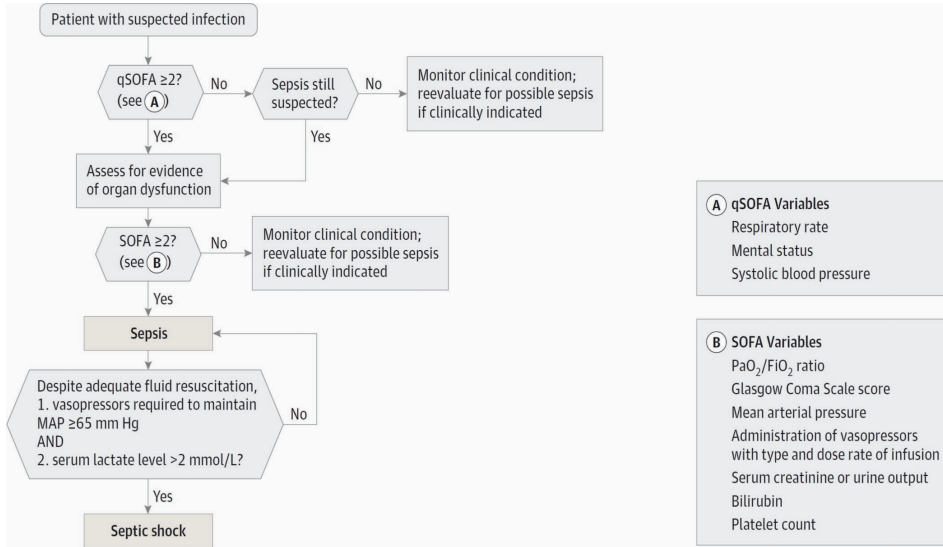 Patient with suspected infection
qSOFA ≥2?
(see A)
No
Sepsis still
suspected?
No
Monitor clinical condition;
reevaluate for possible sepsis
if clinically indicated
Yes
Yes
Assess for evidence
of organ dysfunction
SOFA ≥2?
(see B)
No
Monitor clinical condition;
reevaluate for possible sepsis
if clinically indicated
Yes
Sepsis
Despite adequate fluid resuscitation,
1. vasopressors required to maintain
MAP ≥65 mm Hg
AND
2. serum lactate level >2 mmol/L?
No
Yes
Septic shock
A qSOFA Variables
Respiratory rate
Mental status
Systolic blood pressure
B SOFA Variables
PaO₂/FiO₂ ratio
Glasgow Coma Scale score
Mean arterial pressure
Administration of vasopressors
with type and dose rate of infusion
Serum creatinine or urine output
Bilirubin
Platelet count